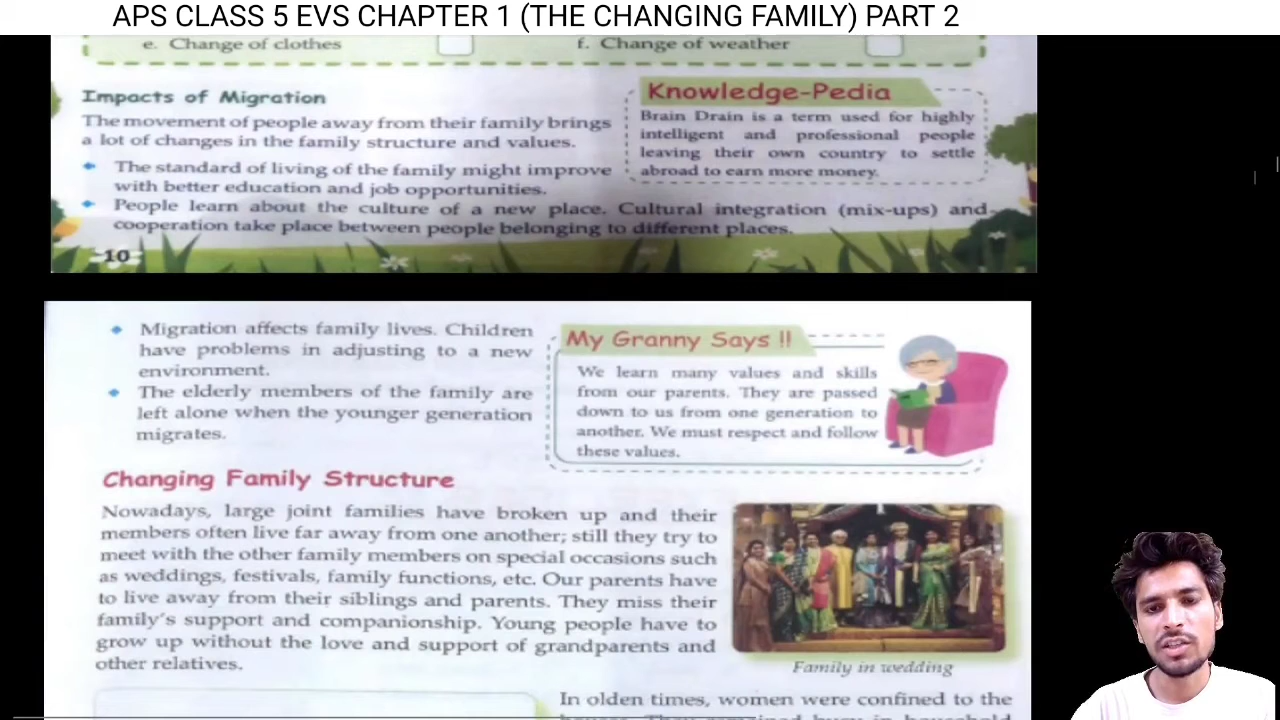 APS CLASS 5 EVS CHAPTER 1 (THE CHANGING FAMILY) PART 2
e. Change of clothes
f. Change of weather
Impacts of Migration
The movement of people away from their family brings
a lot of changes in the family structure and values.
The standard of living of the family might improve
with better education and job opportunities.
People learn about the culture of a new place. Cultural integration (mix-ups) and
cooperation take place between people belonging to different places.
Knowledge-Pedia
Brain Drain is a term used for highly
intelligent and professional people
leaving their own country to settle
abroad to earn more money.
10
Migration affects family lives. Children
have problems in adjusting to a new
environment.
The elderly members of the family are
left alone when the younger generation
migrates.
My Granny Says !!
We learn many values and skills
from our parents. They are passed
down to us from one generation to
another. We must respect and follow
these values.
Changing Family Structure
Nowadays, large joint families have broken up and their
members often live far away from one another; still they try to
meet with the other family members on special occasions such
as weddings, festivals, family functions, etc. Our parents have
to live away from their siblings and parents. They miss their
family's support and companionship. Young people have to
grow up without the love and support of grandparents and
other relatives.
Family in wedding
In olden times, women were confined to the